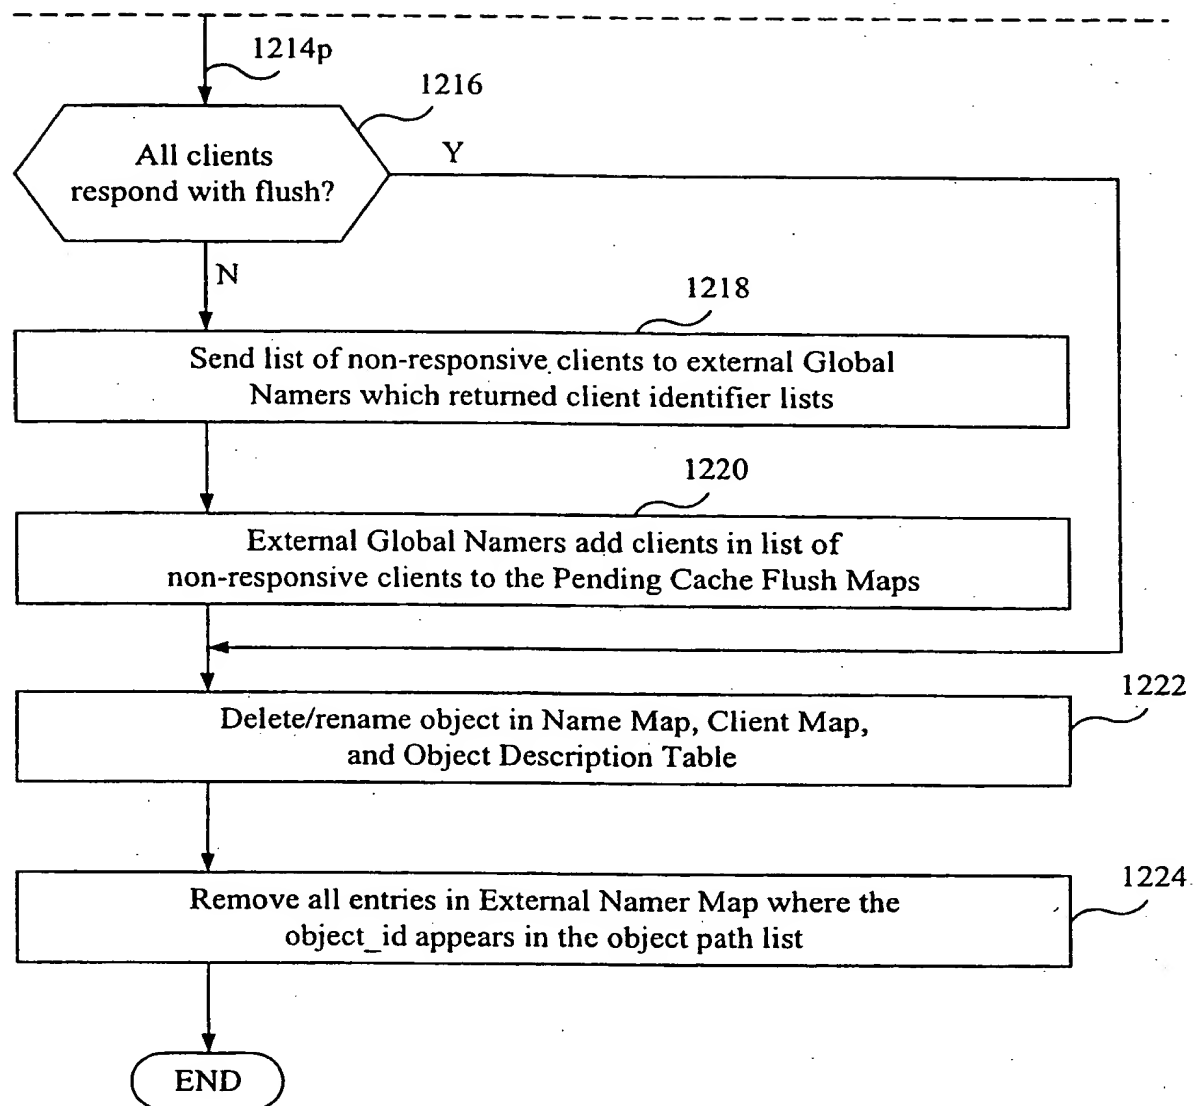 1214p
1216
All clients
respond with flush?
Y
N
1218
Send list of non-responsive clients to external Global
Namers which returned client identifier lists
1220
External Global Namers add clients in list of
non-responsive clients to the Pending Cache Flush Maps
1222
Delete/rename object in Name Map, Client Map,
and Object Description Table
1224
Remove all entries in External Namer Map where the
object_id appears in the object path list
END